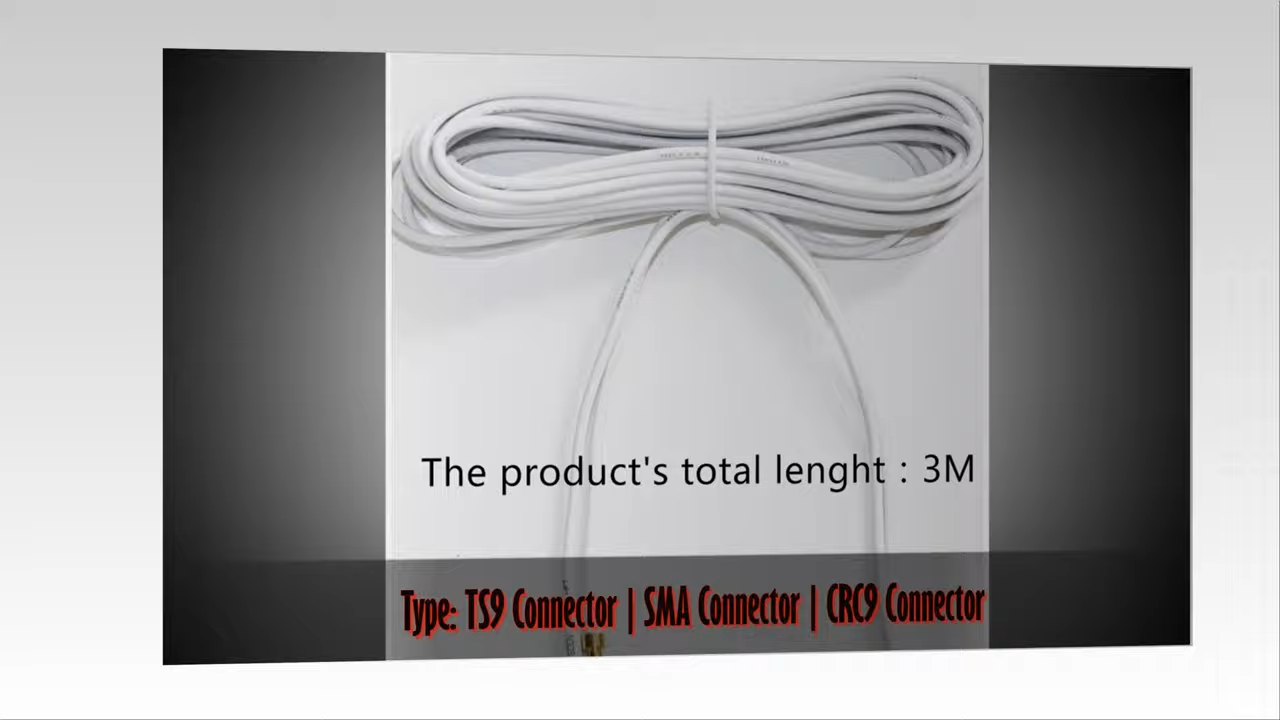 The product's total lenght : 3M
Type: TS9 Connector | SMA Connector | CRC9 Connector